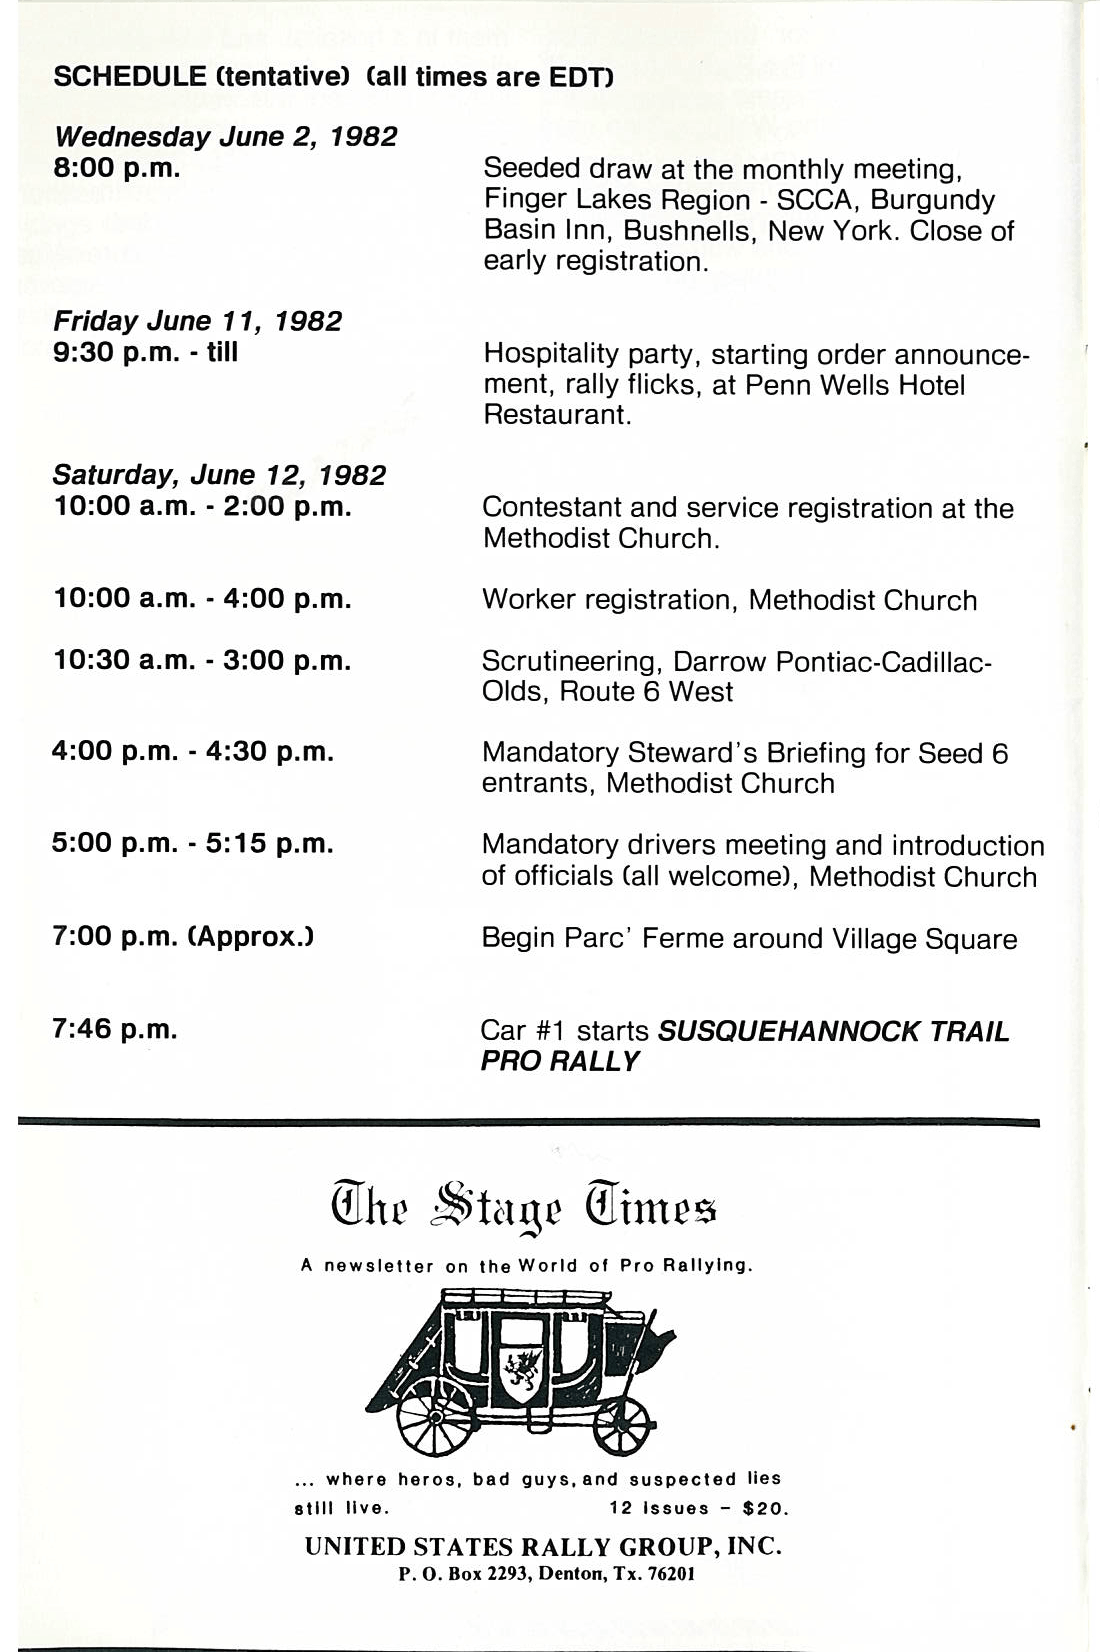 SCHEDULE (tentative) (all times are EDT)
Wednesday June 2, 1982
8:00 p.m. Seeded draw at the monthly meeting,
Finger Lakes Region - SCCA, Burgundy
Basin Inn, Bushnells, New York. Close of
early registration.
Friday June 11, 1982
9:30 p.m. - till Hospitality party, starting order announce-
ment, rally flicks, at Penn Wells Hotel
Restaurant.
Saturday, June 12, 1982
10:00 a.m. - 2:00 p.m. Contestant and service registration at the
Methodist Church.
10:00 a.m. - 4:00 p.m. Worker registration, Methodist Church
10:30 a.m. - 3:00 p.m. Scrutineering, Darrow Pontiac-Cadillac-
Olds, Route 6 West
4:00 p.m. - 4:30 p.m. Mandatory Steward's Briefing for Seed 6
entrants, Methodist Church
5:00 p.m. - 5:15 p.m. Mandatory drivers meeting and introduction
of officials (all welcome), Methodist Church
7:00 p.m. (Approx.) Begin Parc' Ferme around Village Square
7:46 p.m. Car #1 starts SUSQUEHANNOCK TRAIL
PRO RALLY
The Stage Times
A newsletter on the World of Pro Rallying.
... where heros, bad guys, and suspected lies
still live. 12 issues - $20.
UNITED STATES RALLY GROUP, INC.
P. O. Box 2293, Denton, Tx. 76201